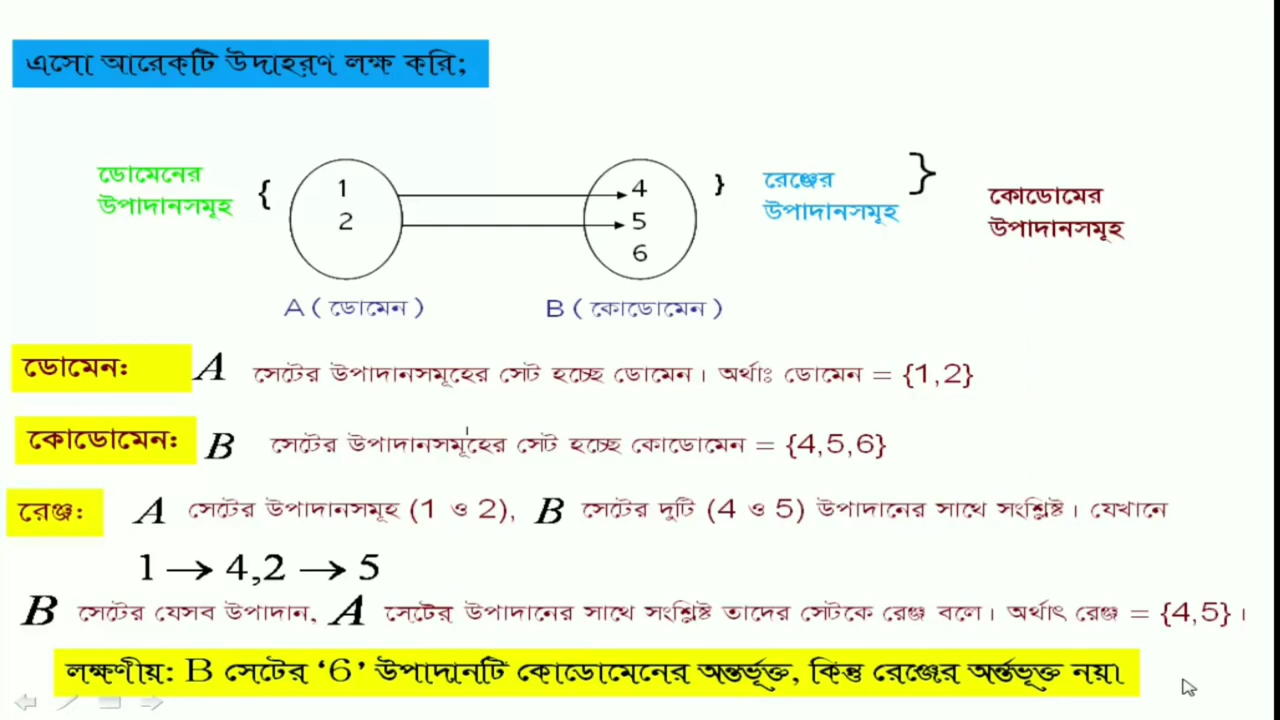 এসো আরেকটি উদাহরণ লক্ষ করি;
ডোমেনের
উপাদানসমূহ
{
1
2
4
5
6
}
রেঞ্জের
উপাদানসমূহ
}
কোডোমের
উপাদানসমূহ
A ( ডোমেন )
B ( কোডোমেন )
ডোমেন: A সেটের উপাদানসমূহের সেট হচ্ছে ডোমেন। অর্থাঃ ডোমেন = {1,2}
কোডোমেন: B সেটের উপাদানসমূহের সেট হচ্ছে কোডোমেন = {4,5,6}
রেঞ্জ: A সেটের উপাদানসমূহ (1 ও 2), B সেটের দুটি (4 ও 5) উপাদানের সাথে সংশ্লিষ্ট। যেখানে
1 → 4,2 → 5
B সেটের যেসব উপাদান, A সেটের উপাদানের সাথে সংশ্লিষ্ট তাদের সেটকে রেঞ্জ বলে। অর্থাৎ রেঞ্জ = {4,5}।
লক্ষণীয়: B সেটের ‘6’ উপাদানটি কোডোমেনের অন্তর্ভূক্ত, কিন্তু রেঞ্জের অর্ন্তভূক্ত নয়।